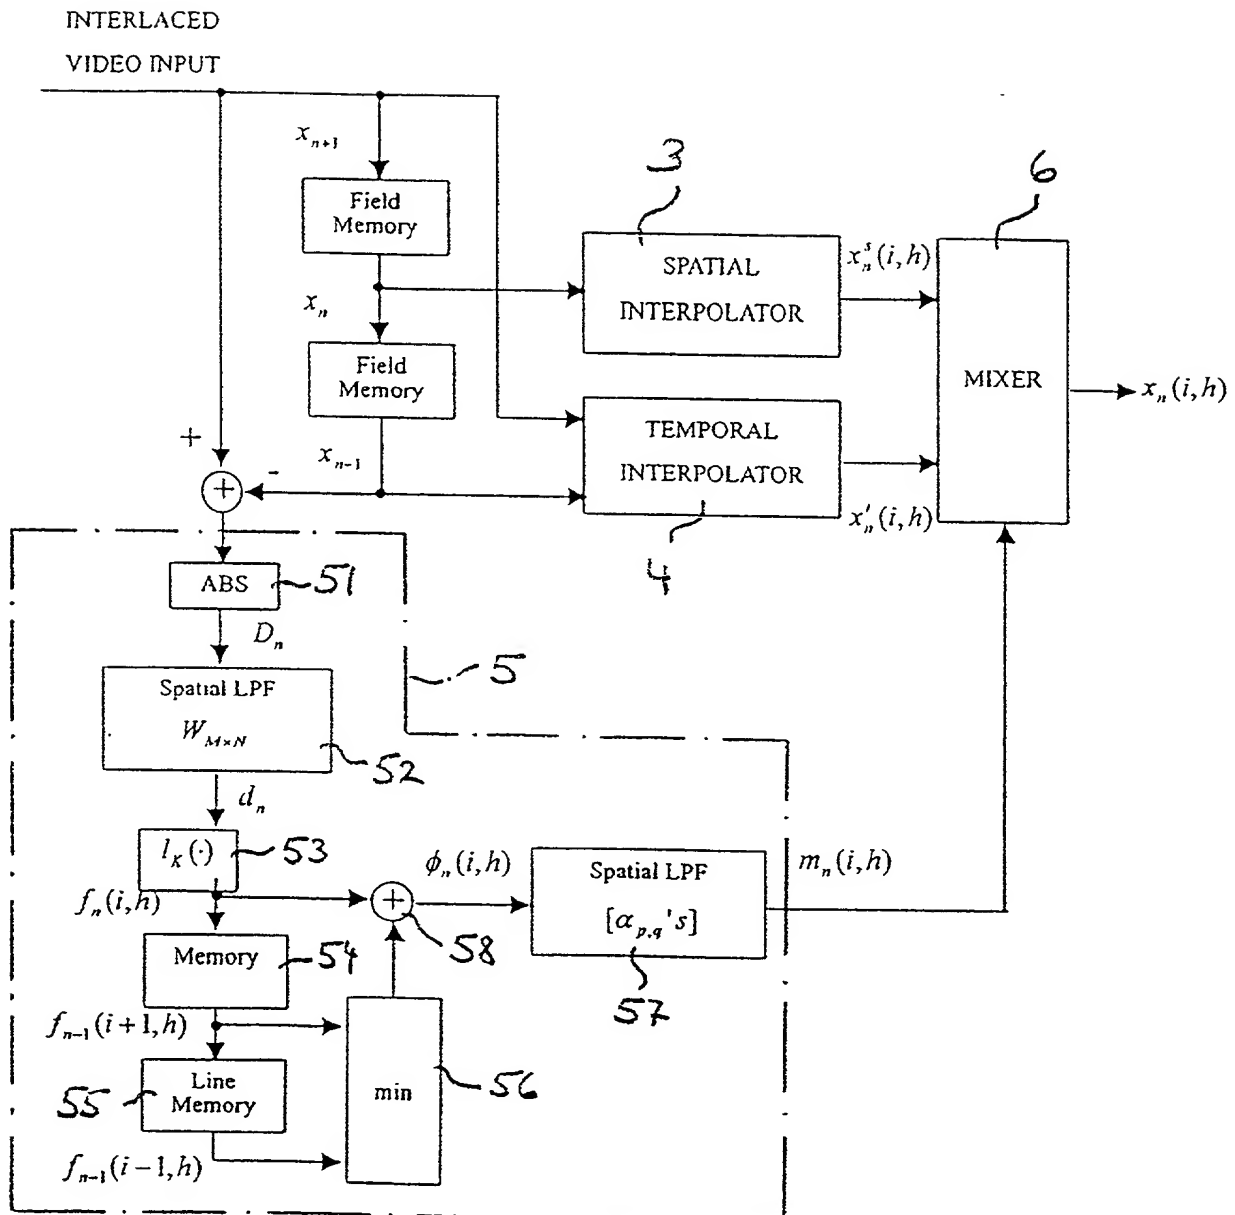 INTERLACED
VIDEO INPUT
x_{n+1}
3
6
Field
Memory
SPATIAL
INTERPOLATOR
x_n^s(i,h)
x_n
Field
Memory
MIXER
x_n(i,h)
+
x_{n-1}
-
+
TEMPORAL
INTERPOLATOR
x_n'(i,h)
4
ABS
51
D_n
Spatial LPF
W_{M×N}
5
52
d_n
l_K(·)
53
f_n(i,h)
+
58
ϕ_n(i,h)
Spatial LPF
[α_{p,q}'s]
57
m_n(i,h)
Memory
54
f_{n-1}(i+1,h)
Line
Memory
55
min
56
f_{n-1}(i-1,h)